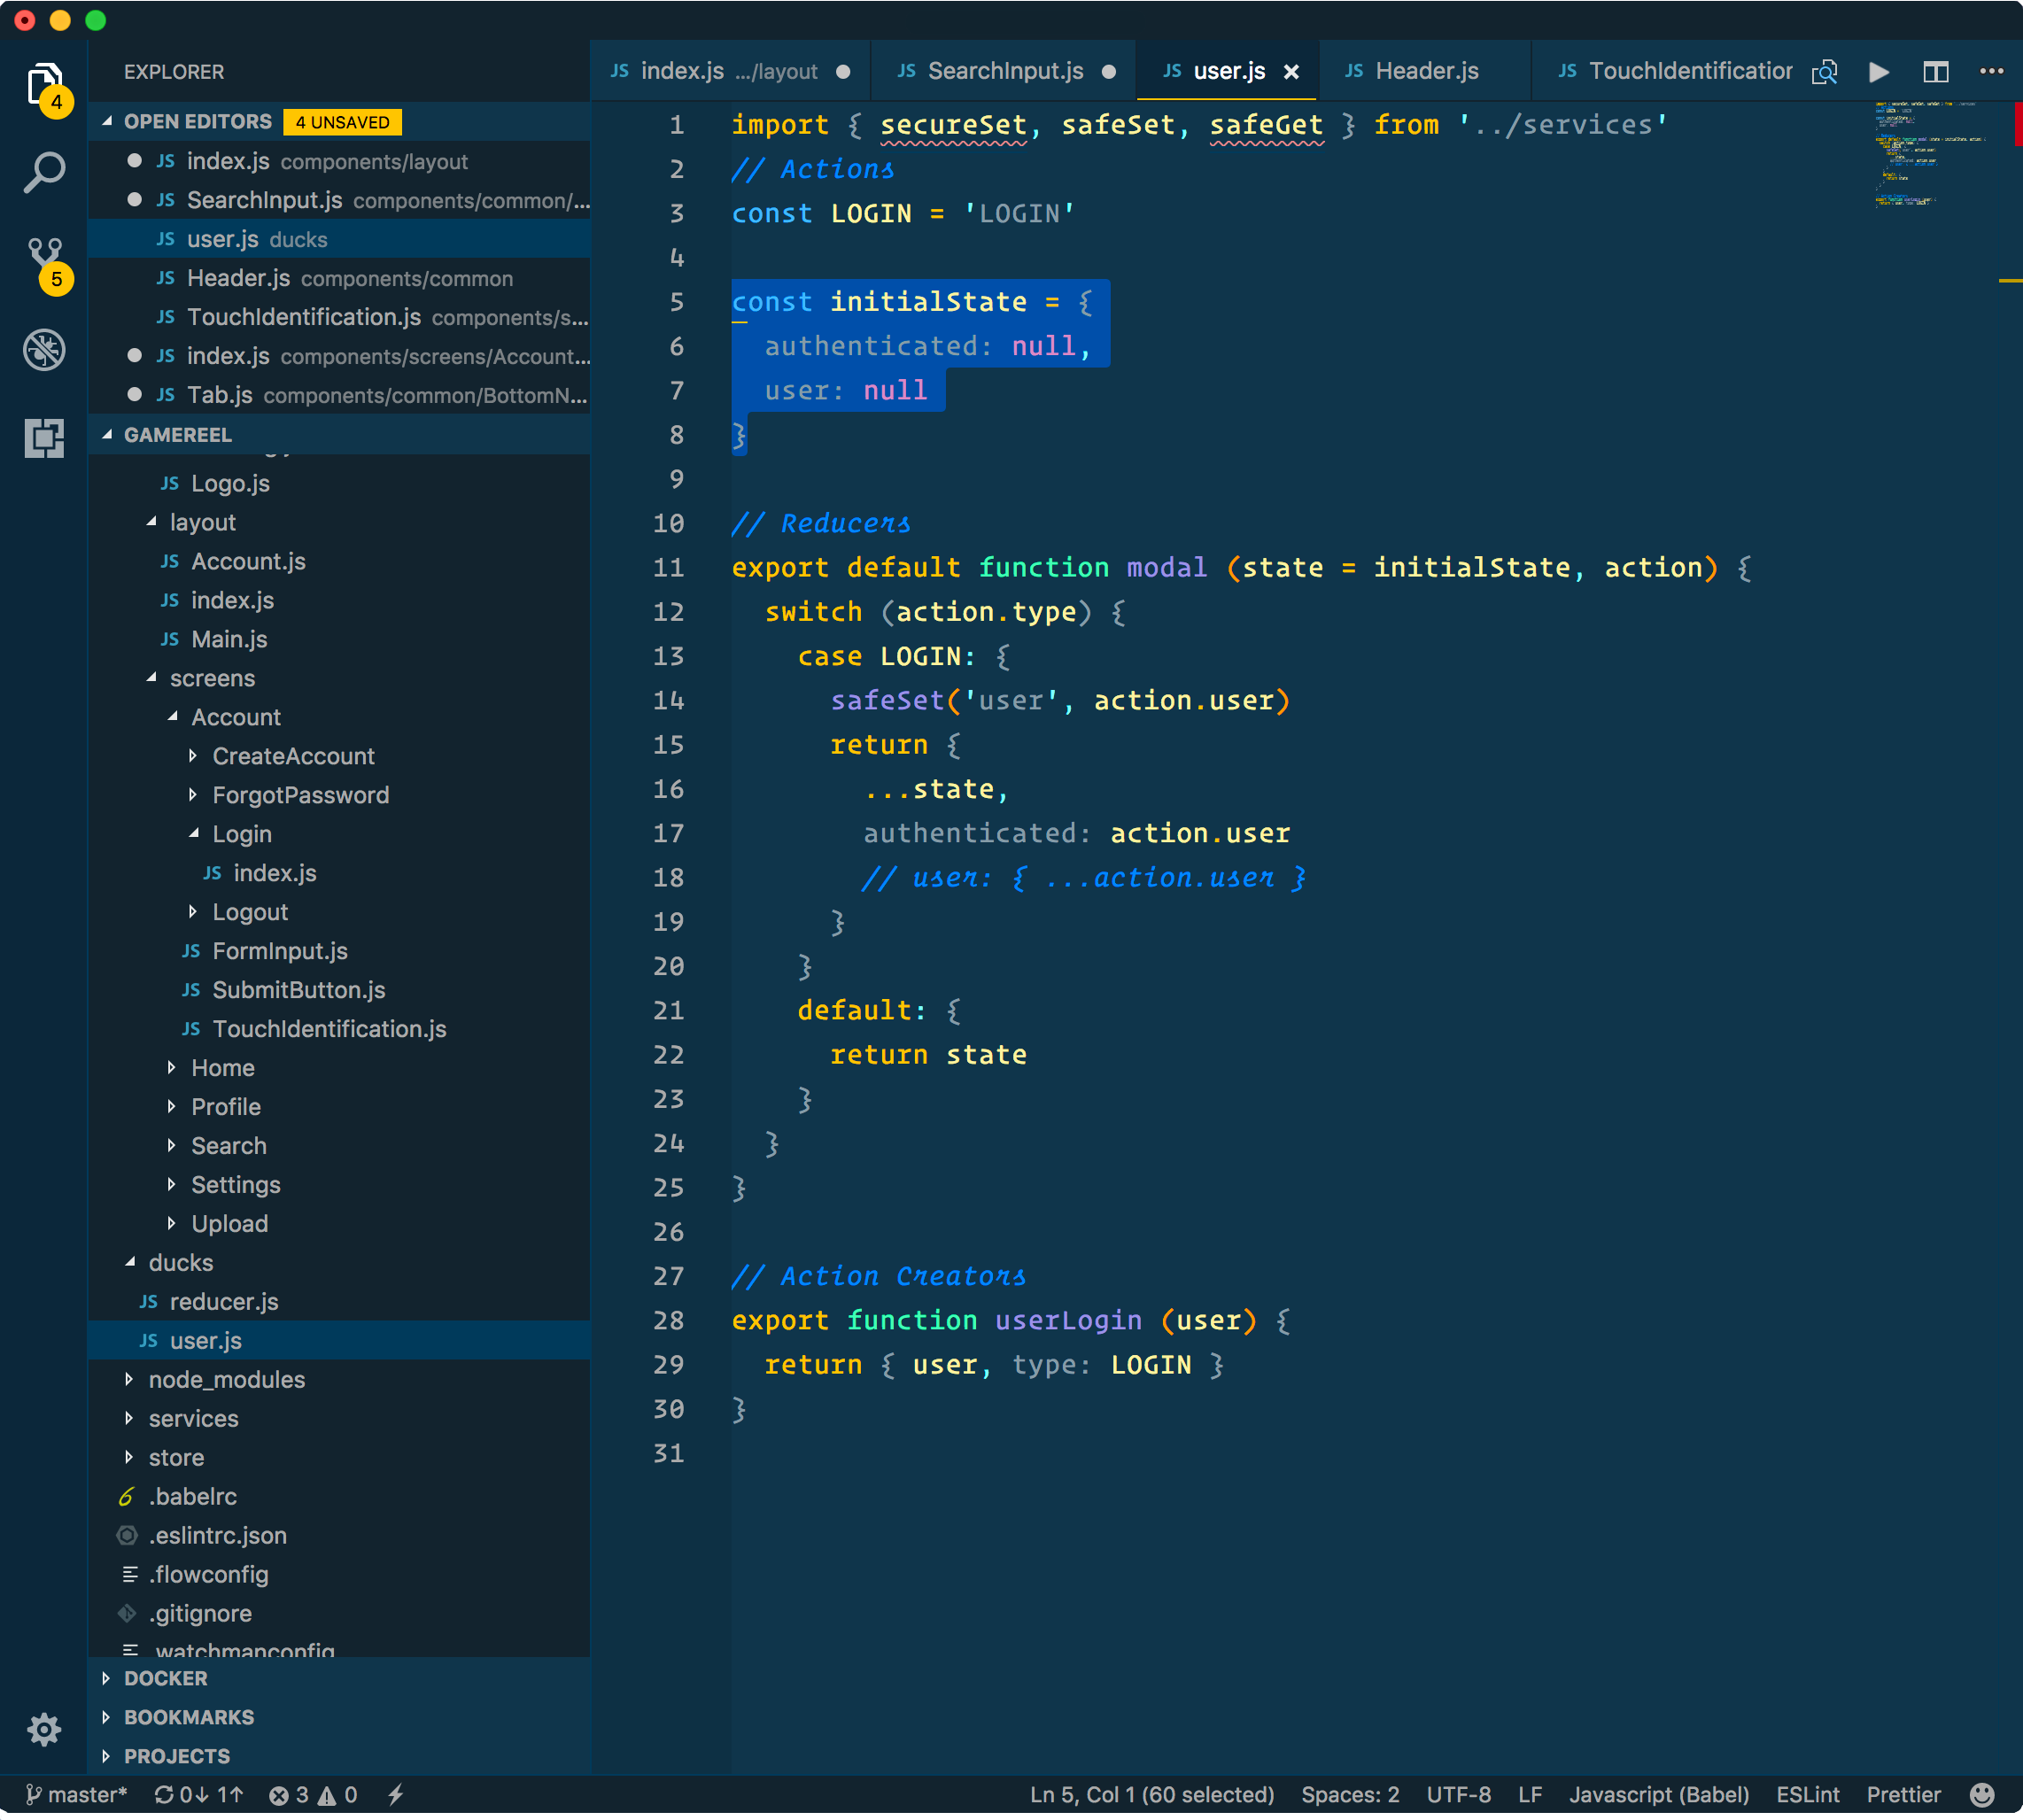 EXPLORER
OPEN EDITORS 4 UNSAVED
JS index.js components/layout
JS SearchInput.js components/common/...
JS user.js ducks
JS Header.js components/common
JS TouchIdentification.js components/s...
JS index.js components/screens/Account...
JS Tab.js components/common/BottomN...
GAMEREEL
JS Logo.js
layout
JS Account.js
JS index.js
JS Main.js
screens
Account
CreateAccount
ForgotPassword
Login
JS index.js
Logout
JS FormInput.js
JS SubmitButton.js
JS TouchIdentification.js
Home
Profile
Search
Settings
Upload
ducks
JS reducer.js
JS user.js
node_modules
services
store
.babelrc
.eslintrc.json
.flowconfig
.gitignore
.watchmanconfig
DOCKER
BOOKMARKS
PROJECTS
4
5
JS index.js .../layout JS SearchInput.js JS user.js × JS Header.js JS TouchIdentification
1 import { secureSet, safeSet, safeGet } from '../services'
2 // Actions
3 const LOGIN = 'LOGIN'
4
5 const initialState = {
6 authenticated: null,
7 user: null
8 }
9
10 // Reducers
11 export default function modal (state = initialState, action) {
12 switch (action.type) {
13 case LOGIN: {
14 safeSet('user', action.user)
15 return {
16 ...state,
17 authenticated: action.user
18 // user: { ...action.user }
19 }
20 }
21 default: {
22 return state
23 }
24 }
25 }
26
27 // Action Creators
28 export function userLogin (user) {
29 return { user, type: LOGIN }
30 }
31
master* 0↓ 1↑ 3 0 Ln 5, Col 1 (60 selected) Spaces: 2 UTF-8 LF Javascript (Babel) ESLint Prettier